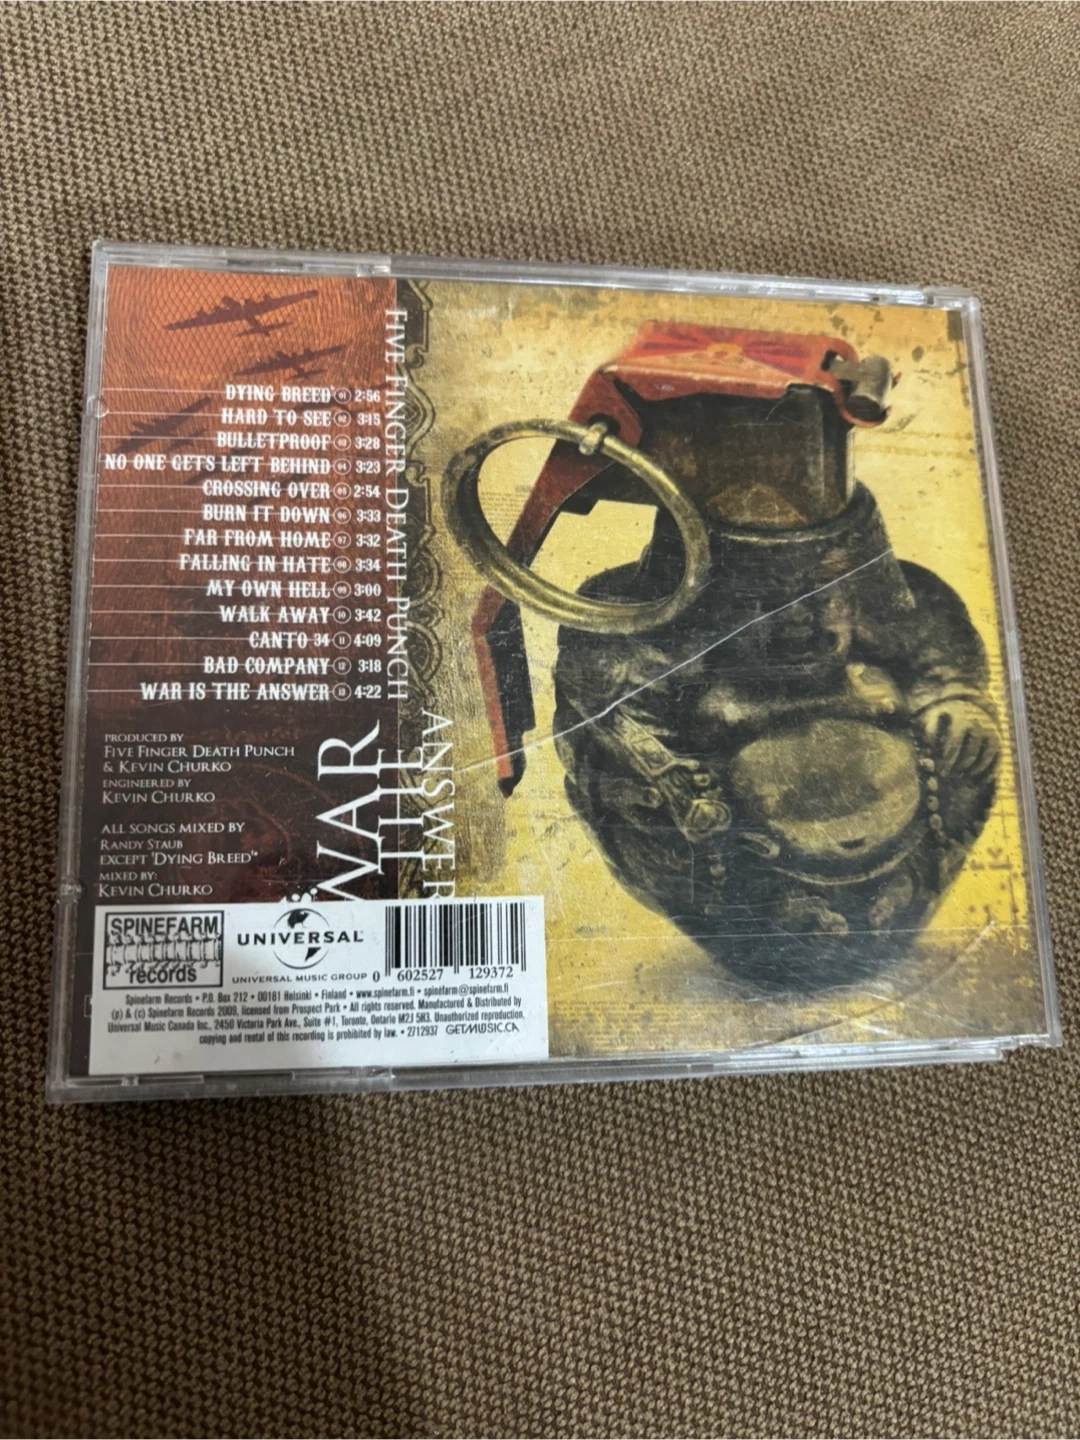 DYING BREED* 01 2:56
HARD TO SEE 02 3:15
BULLETPROOF 03 3:28
NO ONE GETS LEFT BEHIND 04 3:23
CROSSING OVER 05 2:54
BURN IT DOWN 06 3:33
FAR FROM HOME 07 3:32
FALLING IN HATE 08 3:34
MY OWN HELL 09 3:00
WALK AWAY 10 3:42
CANTO 34 11 4:09
BAD COMPANY 12 3:18
WAR IS THE ANSWER 13 4:22
FIVE FINGER DEATH PUNCH
WAR
ANSWER
PRODUCED BY
FIVE FINGER DEATH PUNCH
& KEVIN CHURKO
ENGINEERED BY
KEVIN CHURKO
ALL SONGS MIXED BY
RANDY STAUB
EXCEPT 'DYING BREED'*
MIXED BY:
KEVIN CHURKO
SPINEFARM
records
UNIVERSAL
UNIVERSAL MUSIC GROUP
0 602527 129372
Spinefarm Records • P.O. Box 212 • 00181 Helsinki • Finland • www.spinefarm.fi • spinefarm@spinefarm.fi
(p) & (c) Spinefarm Records 2009, licensed from Prospect Park • All rights reserved. Manufactured & Distributed by
Universal Music Canada Inc., 2450 Victoria Park Ave., Suite #1, Toronto, Ontario M2J 5H3. Unauthorized reproduction,
copying and rental of this recording is prohibited by law. • 2712937 GETMUSIC.CA